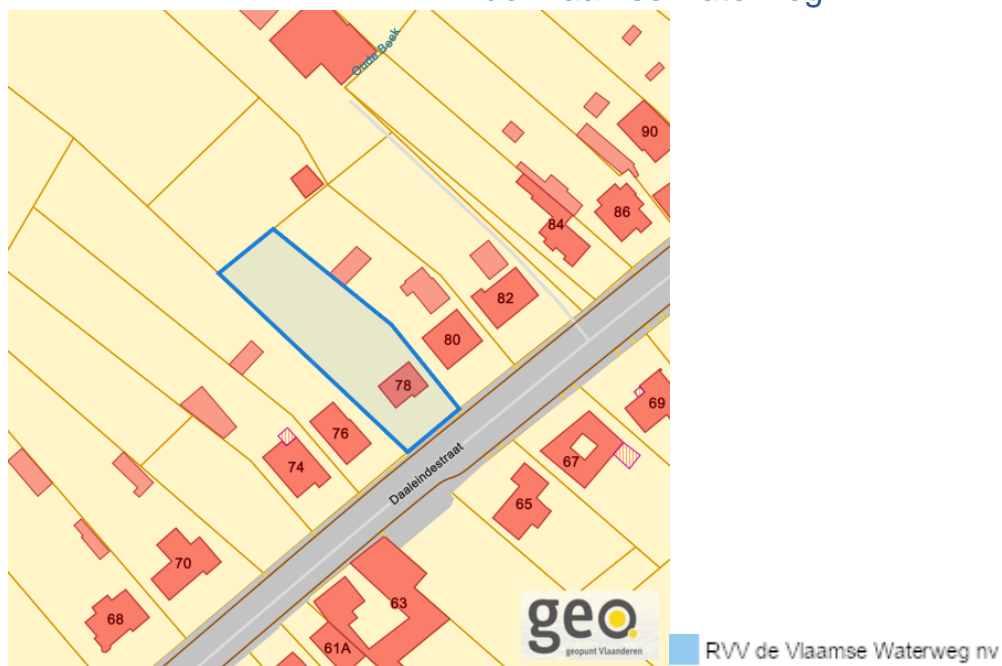 Oude Beek
90
86
84
82
80
78
76
74
69
67
65
70
68
63
61A
Daaleindestraat
geo
geopunt Vlaanderen
RVV de Vlaamse Waterweg nv